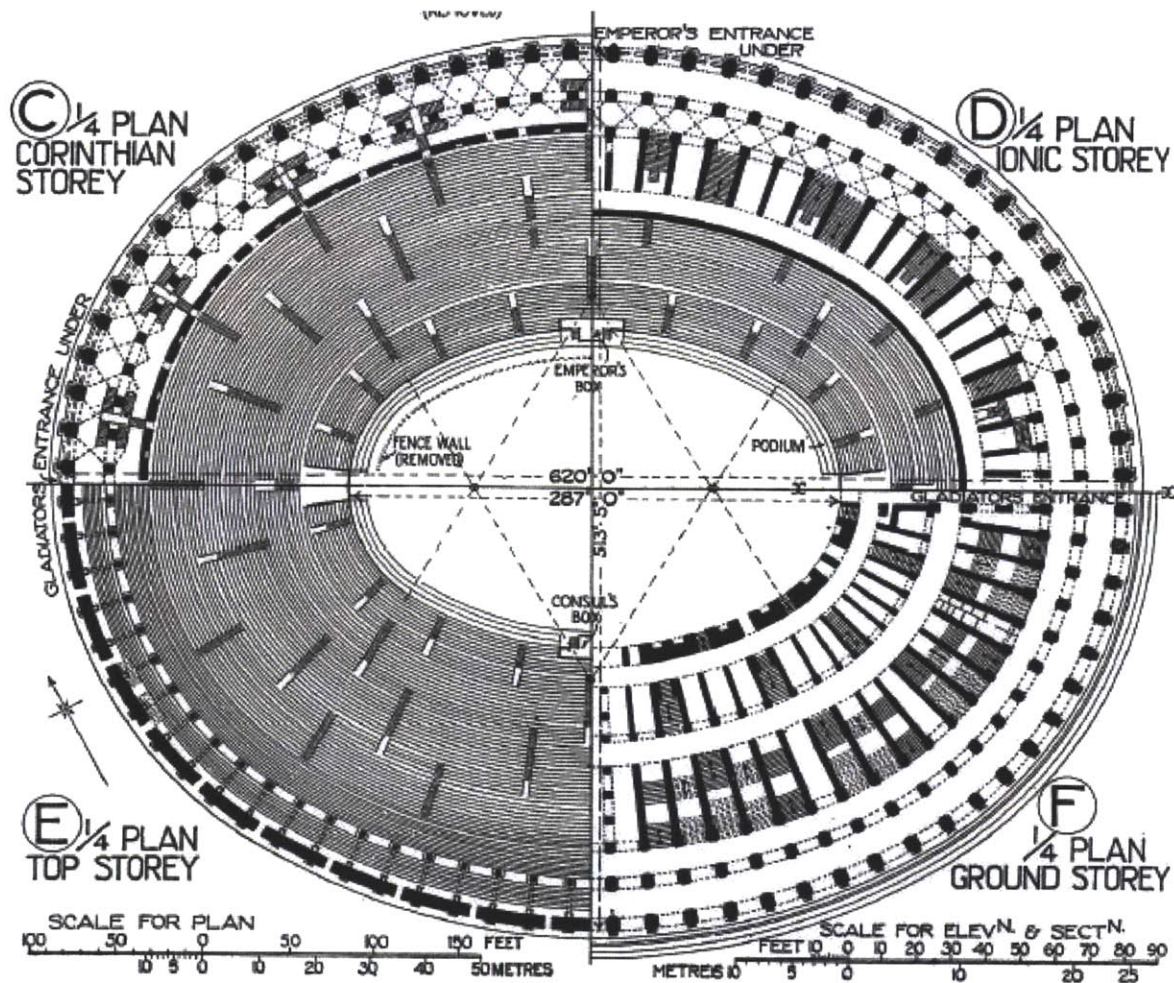 (REMOVED)
EMPEROR'S ENTRANCE
UNDER
C 1/4 PLAN
CORINTHIAN
STOREY
D 1/4 PLAN
IONIC STOREY
GLADIATORS ENTRANCE UNDER
EMPEROR'S
BOX
FENCE WALL
(REMOVED)
PODIUM
620'-0"
287'-0"
513'-5"
GLADIATORS ENTRANCE
CONSUL'S
BOX
E 1/4 PLAN
TOP STOREY
F
1/4 PLAN
GROUND STOREY
SCALE FOR PLAN
100 50 0 50 100 150 FEET
10 5 0 10 20 30 40 50 METRES
SCALE FOR ELEVN. & SECTN.
FEET 10 0 10 20 30 40 50 60 70 80 90
METRES 10 5 0 10 20 25